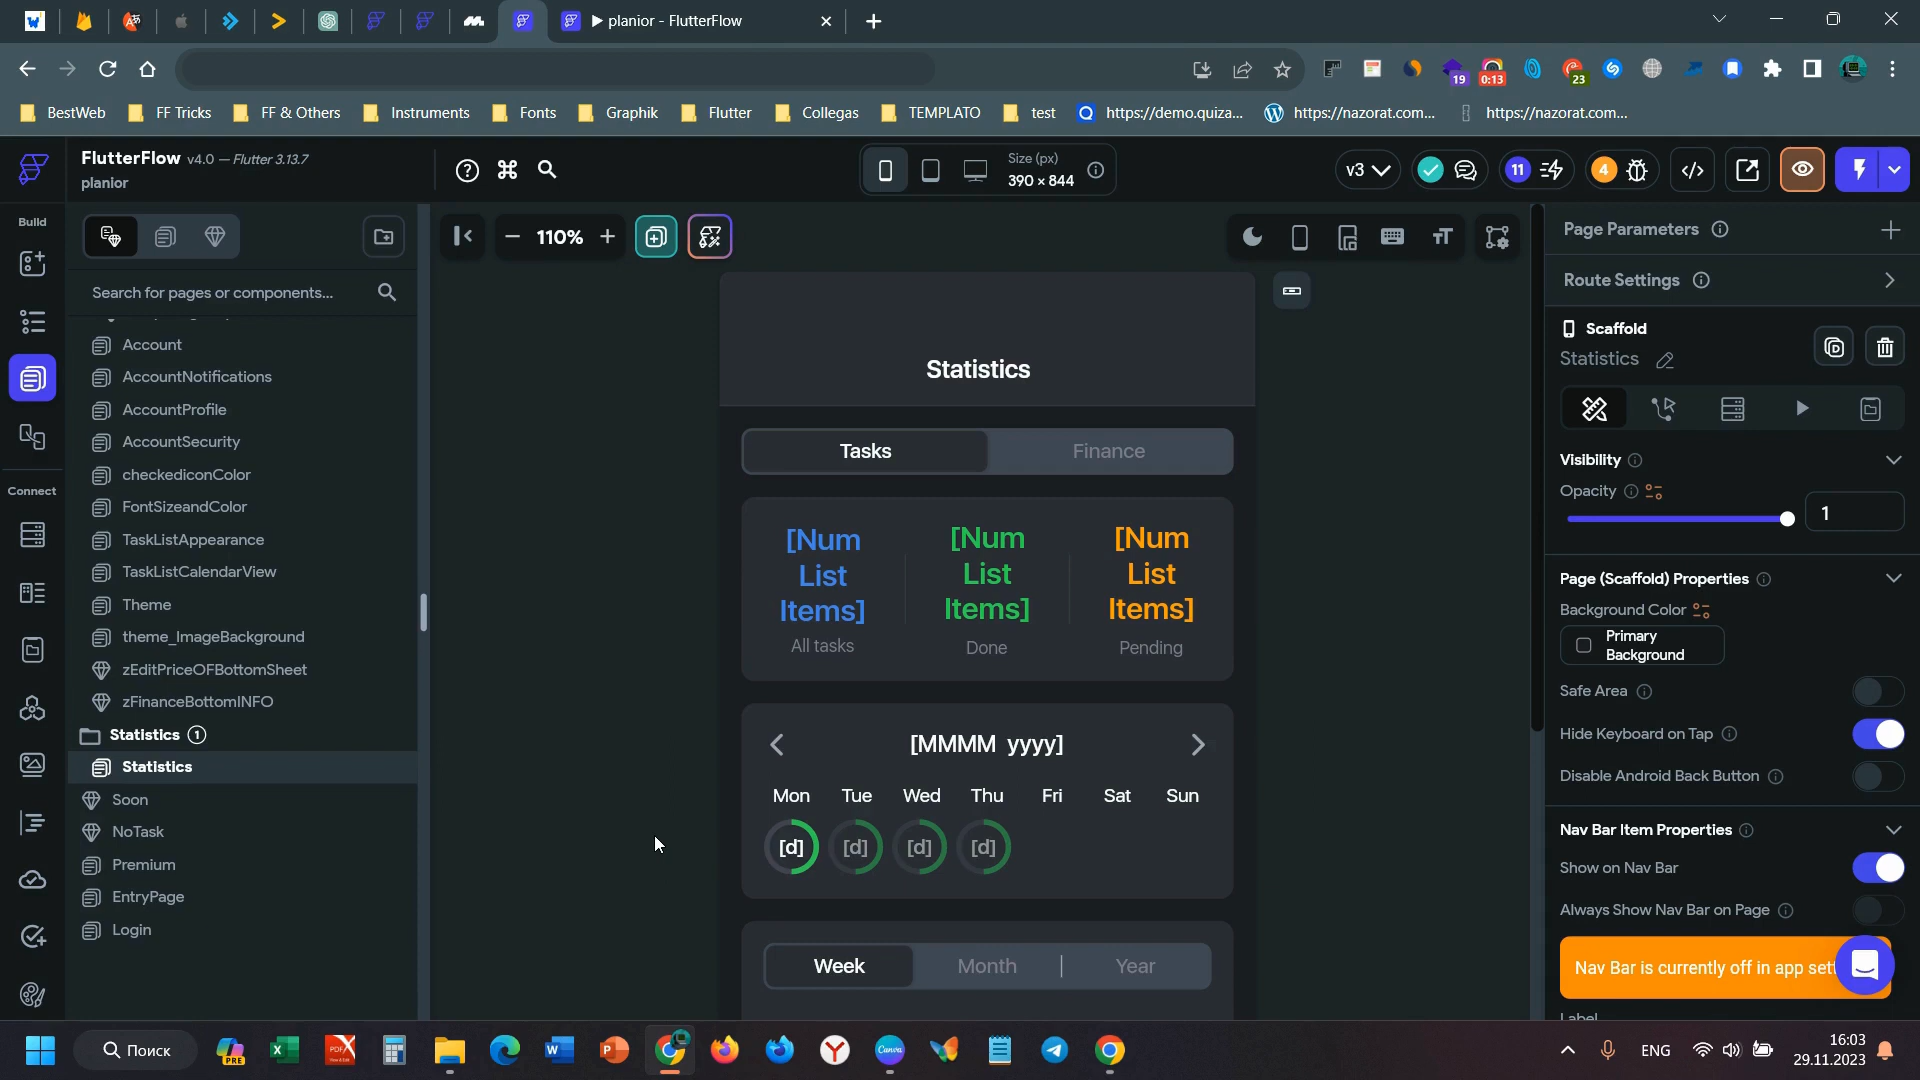 planior - FlutterFlow
19
0:13
23
BestWeb
FF Tricks
FF & Others
Instruments
Fonts
Graphik
Flutter
Collegas
TEMPLATO
test
https://demo.quiza...
https://nazorat.com...
https://nazorat.com...
FlutterFlow v4.0 — Flutter 3.13.7
planior
Size (px)
390 × 844
v3
11
4
Build
110%
Page Parameters
Search for pages or components...
Route Settings
Account
AccountNotifications
AccountProfile
AccountSecurity
checkediconColor
FontSizeandColor
TaskListAppearance
TaskListCalendarView
Theme
theme_ImageBackground
zEditPriceOFBottomSheet
zFinanceBottomINFO
Statistics 1
Statistics
Soon
NoTask
Premium
EntryPage
Login
Connect
Statistics
Tasks
Finance
[Num
List
Items]
All tasks
[Num
List
Items]
Done
[Num
List
Items]
Pending
[MMMM yyyy]
Mon Tue Wed Thu Fri Sat Sun
[d] [d] [d] [d]
Week Month Year
Scaffold
Statistics
Visibility
Opacity
1
Page (Scaffold) Properties
Background Color
Primary
Background
Safe Area
Hide Keyboard on Tap
Disable Android Back Button
Nav Bar Item Properties
Show on Nav Bar
Always Show Nav Bar on Page
Nav Bar is currently off in app sett
Label
Поиск
PRE
Canva
ENG
16:03
29.11.2023